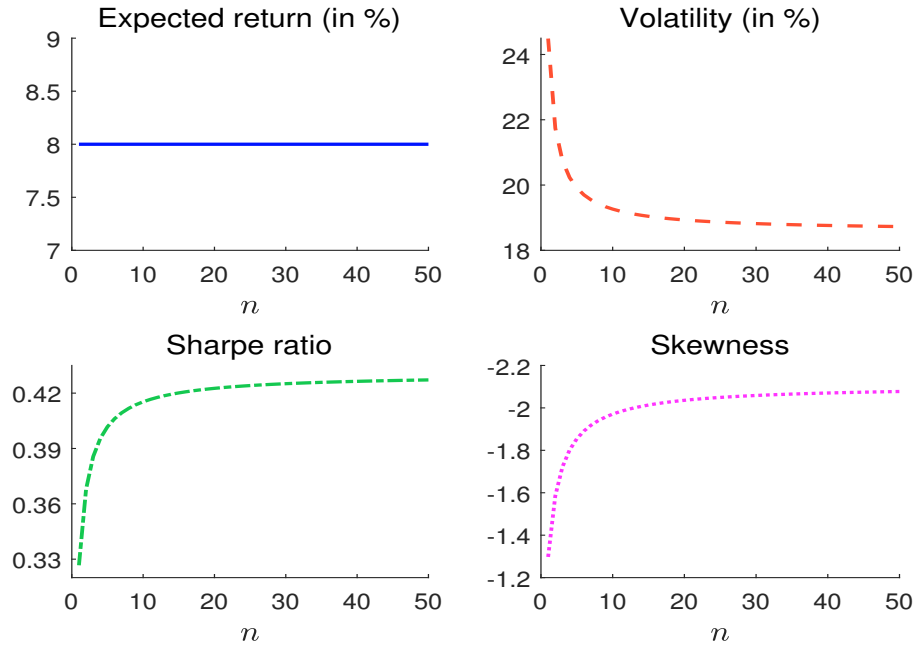 Expected return (in %)
9
8.5
8
7.5
7
0 10 20 30 40 50
n
Volatility (in %)
24
22
20
18
0 10 20 30 40 50
n
Sharpe ratio
0.42
0.39
0.36
0.33
0 10 20 30 40 50
n
Skewness
-2.2
-2
-1.8
-1.6
-1.4
-1.2
0 10 20 30 40 50
n